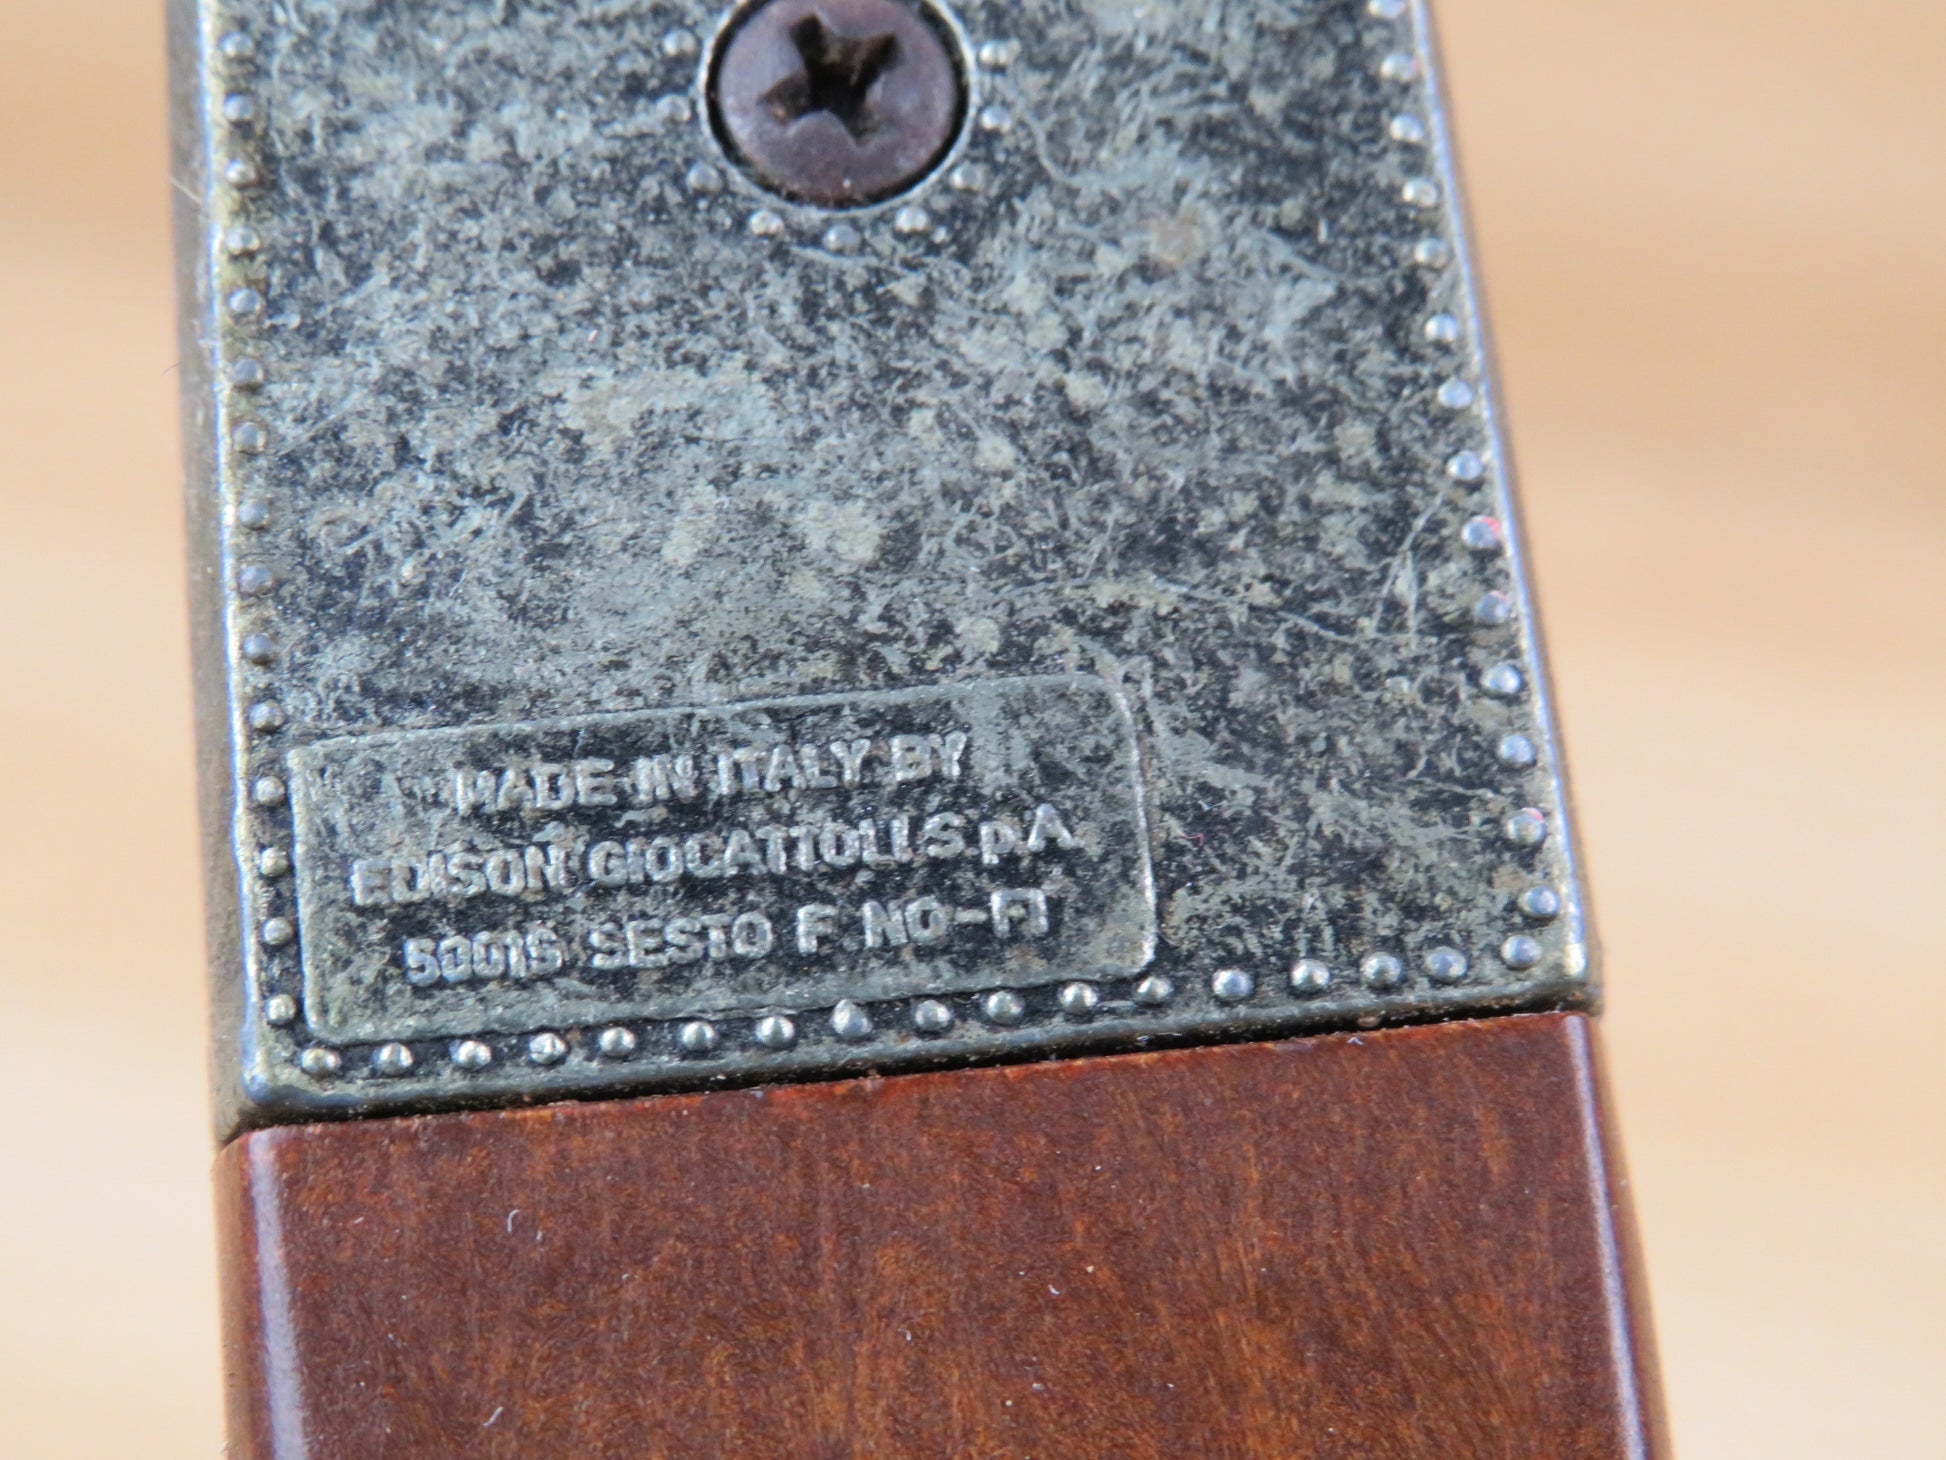 MADE IN ITALY BY
EDISON GIOCATTOLI S.p.A
50019 SESTO F.NO-FI